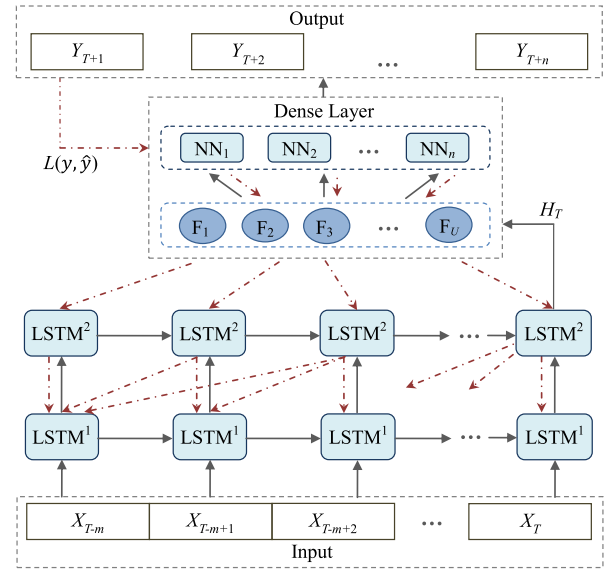 Output
Y_{T+1} Y_{T+2} ... Y_{T+n}
Dense Layer
NN_1 NN_2 ... NN_n
L(y, ŷ)
F_1 F_2 F_3 ... F_U
H_T
LSTM^2 LSTM^2 LSTM^2 ... LSTM^2
LSTM^1 LSTM^1 LSTM^1 ... LSTM^1
X_{T-m} X_{T-m+1} X_{T-m+2} ... X_T
Input